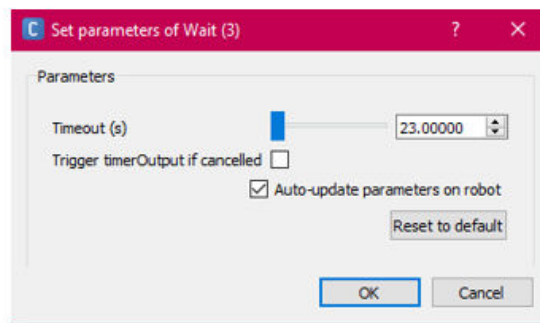 C Set parameters of Wait (3) ? ×
Parameters
Timeout (s) 23.00000
Trigger timerOutput if cancelled
Auto-update parameters on robot
Reset to default
OK Cancel